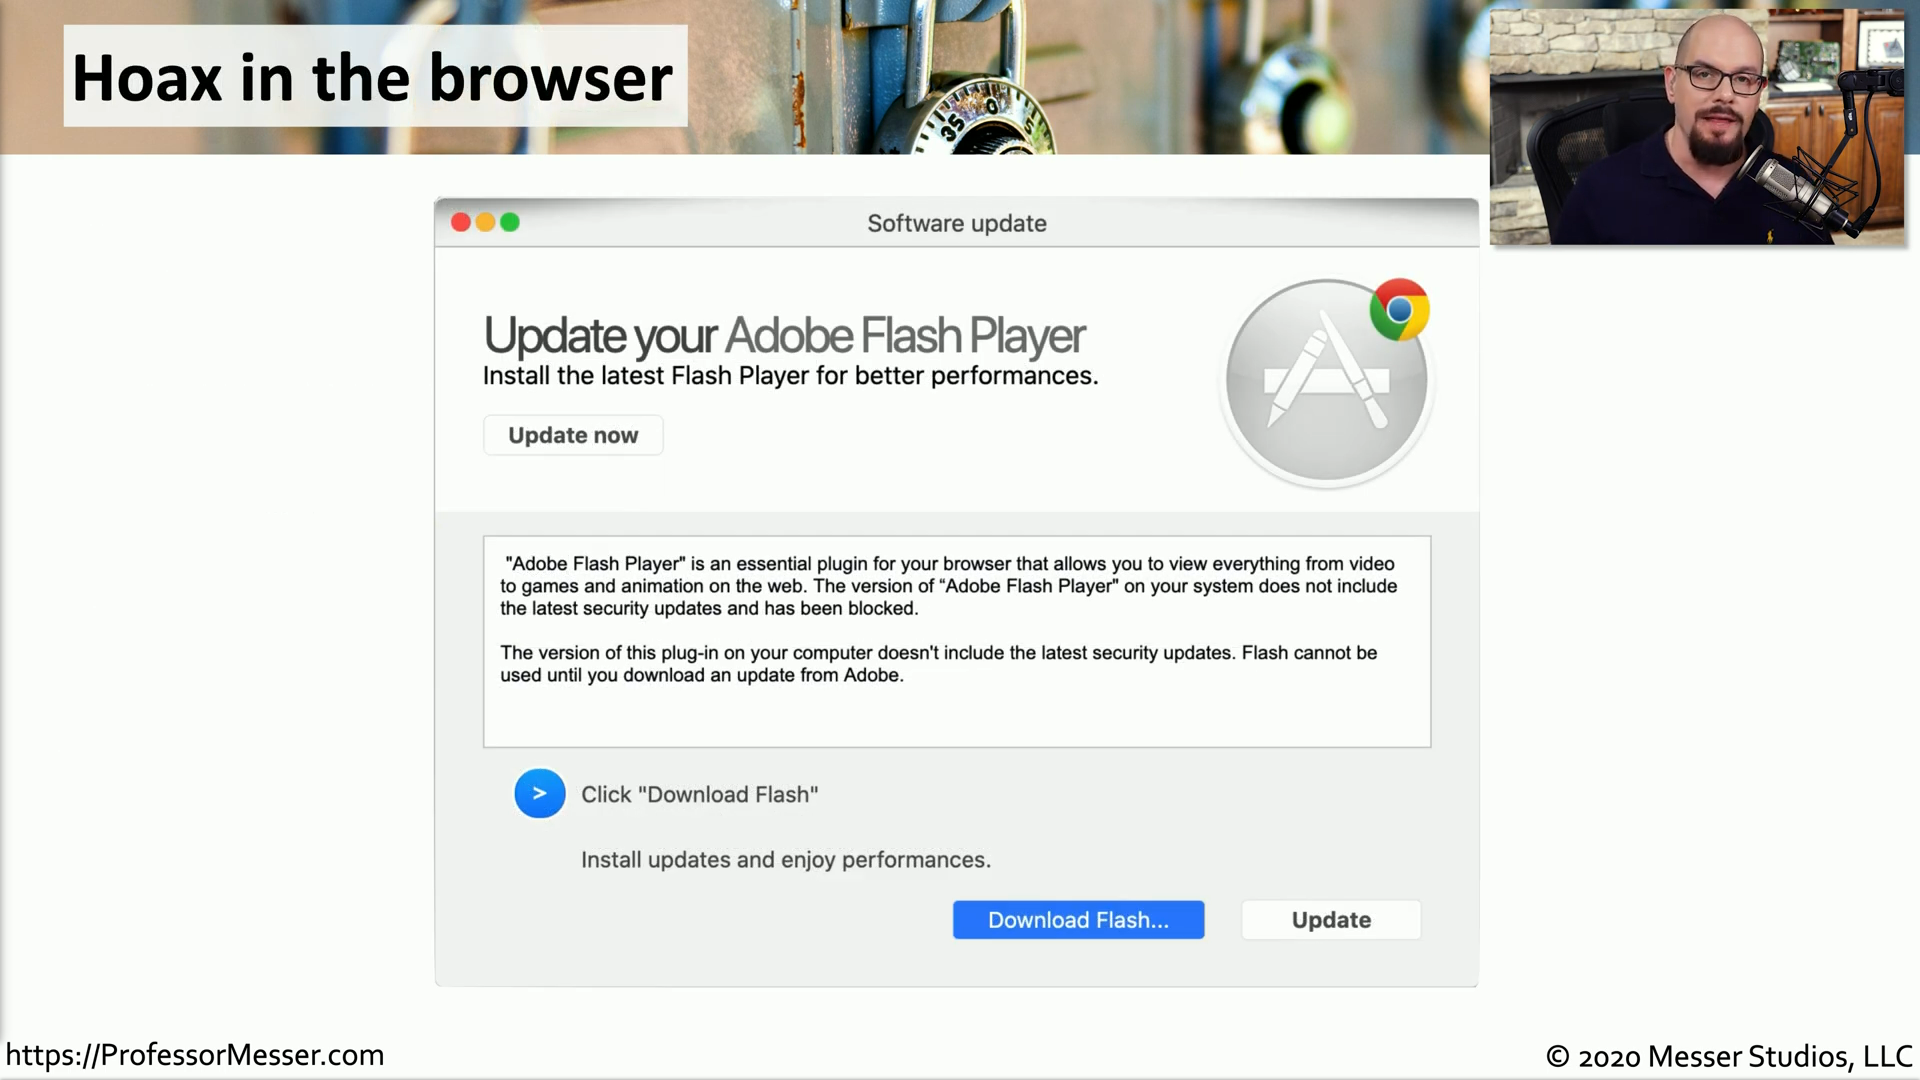 Hoax in the browser
35
0
Software update
Update your Adobe Flash Player
Install the latest Flash Player for better performances.
Update now
"Adobe Flash Player" is an essential plugin for your browser that allows you to view everything from video
to games and animation on the web. The version of “Adobe Flash Player" on your system does not include
the latest security updates and has been blocked.
The version of this plug-in on your computer doesn't include the latest security updates. Flash cannot be
used until you download an update from Adobe.
> Click "Download Flash"
Install updates and enjoy performances.
Download Flash...
Update
https://ProfessorMesser.com
© 2020 Messer Studios, LLC